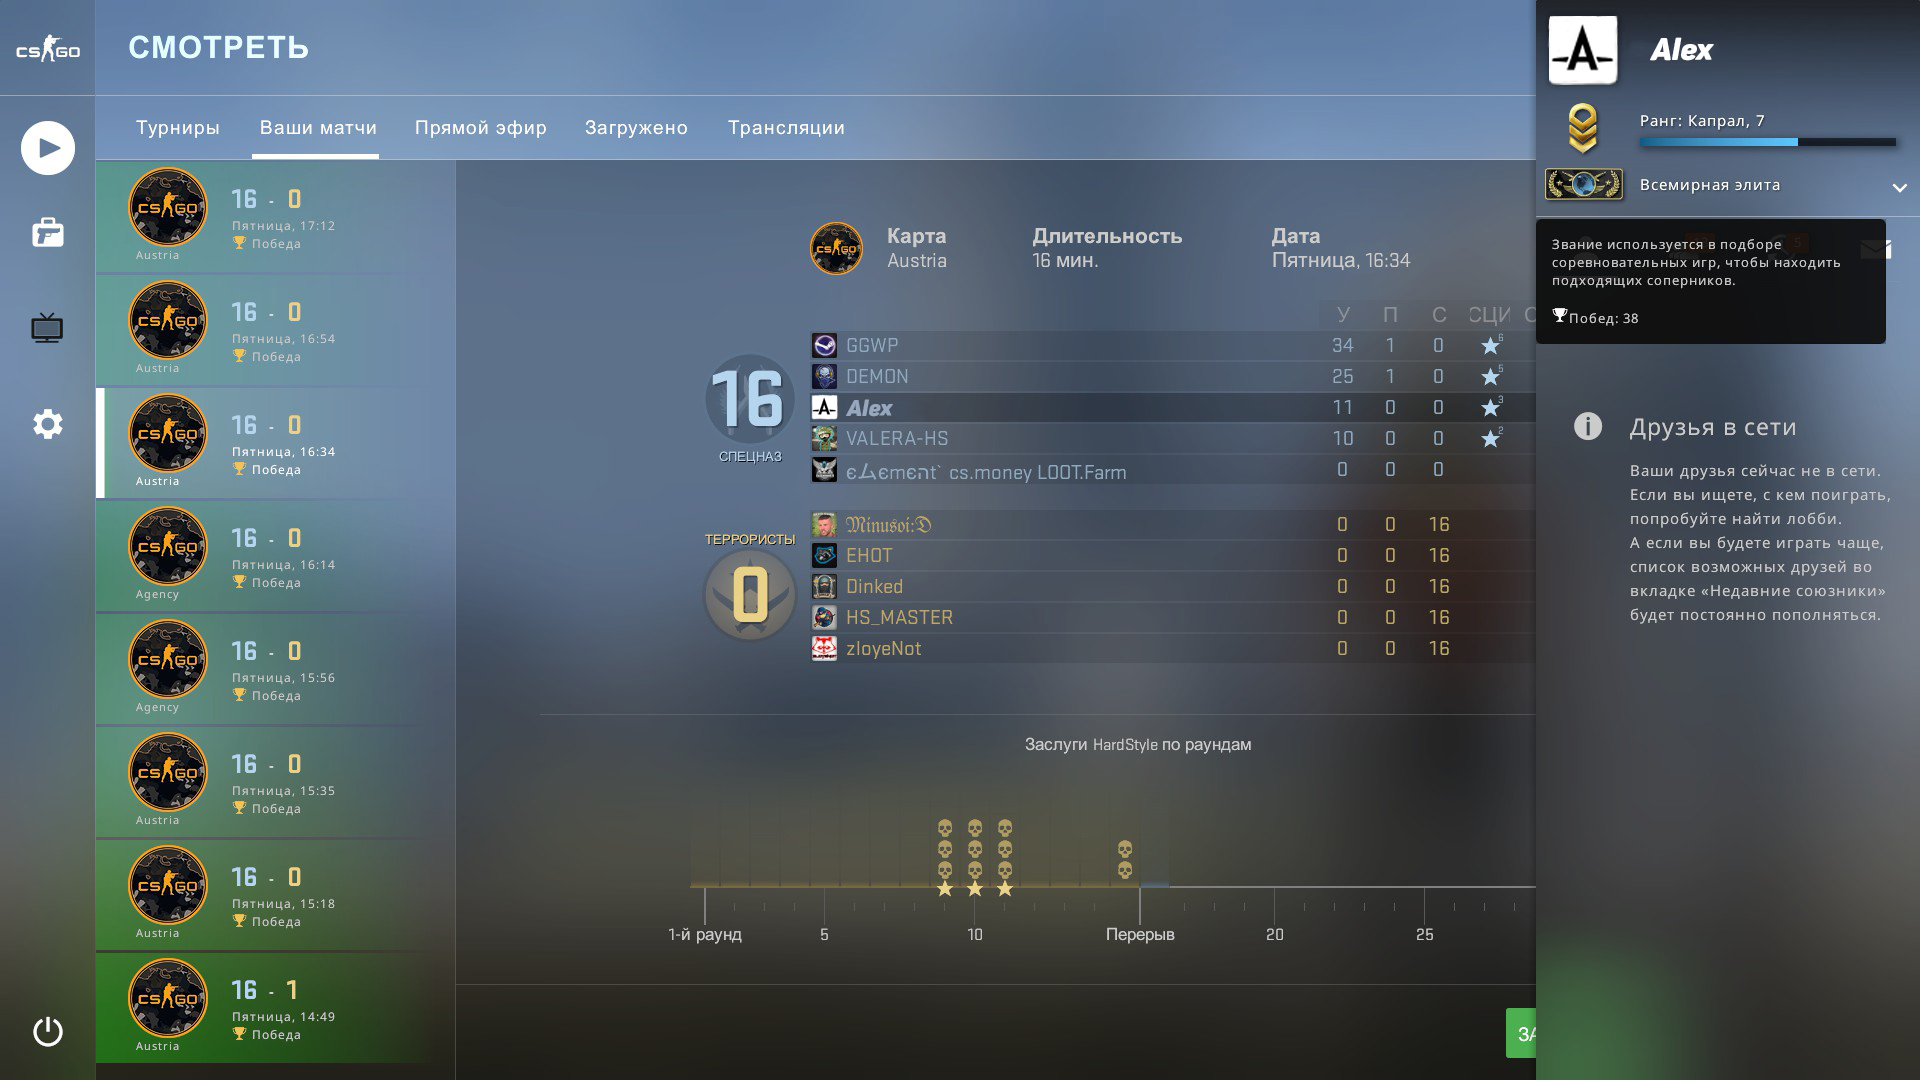 CS GO
СМОТРЕТЬ
Турниры Ваши матчи Прямой эфир Загружено Трансляции
16 - 0
Пятница, 17:12
Победа
Austria
16 - 0
Пятница, 16:54
Победа
Austria
16 - 0
Пятница, 16:34
Победа
Austria
16 - 0
Пятница, 16:14
Победа
Agency
16 - 0
Пятница, 15:56
Победа
Agency
16 - 0
Пятница, 15:35
Победа
Austria
16 - 0
Пятница, 15:18
Победа
Austria
16 - 1
Пятница, 14:49
Победа
Austria
Карта Длительность Дата
Austria 16 мин. Пятница, 16:34
У П С СЦИ
GGWP 34 1 0 ★6
DEMON 25 1 0 ★5
Alex 11 0 0 ★3
VALERA-HS 10 0 0 ★2
єՆєmєηt` cs.money LOOT.Farm 0 0 0
16
СПЕЦНАЗ
ТЕРРОРИСТЫ
0
𝔐𝔦𝔫𝔲𝔰𝔬𝔦:𝔇 0 0 16
EHOT 0 0 16
Dinked 0 0 16
HS_MASTER 0 0 16
zloyeNot 0 0 16
Заслуги HardStyle по раундам
1-й раунд 5 10 Перерыв 20 25
ЗА
Alex
Ранг: Капрал, 7
Всемирная элита
Звание используется в подборе
соревновательных игр, чтобы находить
подходящих соперников.
Побед: 38
Друзья в сети
Ваши друзья сейчас не в сети.
Если вы ищете, с кем поиграть,
попробуйте найти лобби.
А если вы будете играть чаще,
список возможных друзей во
вкладке «Недавние союзники»
будет постоянно пополняться.